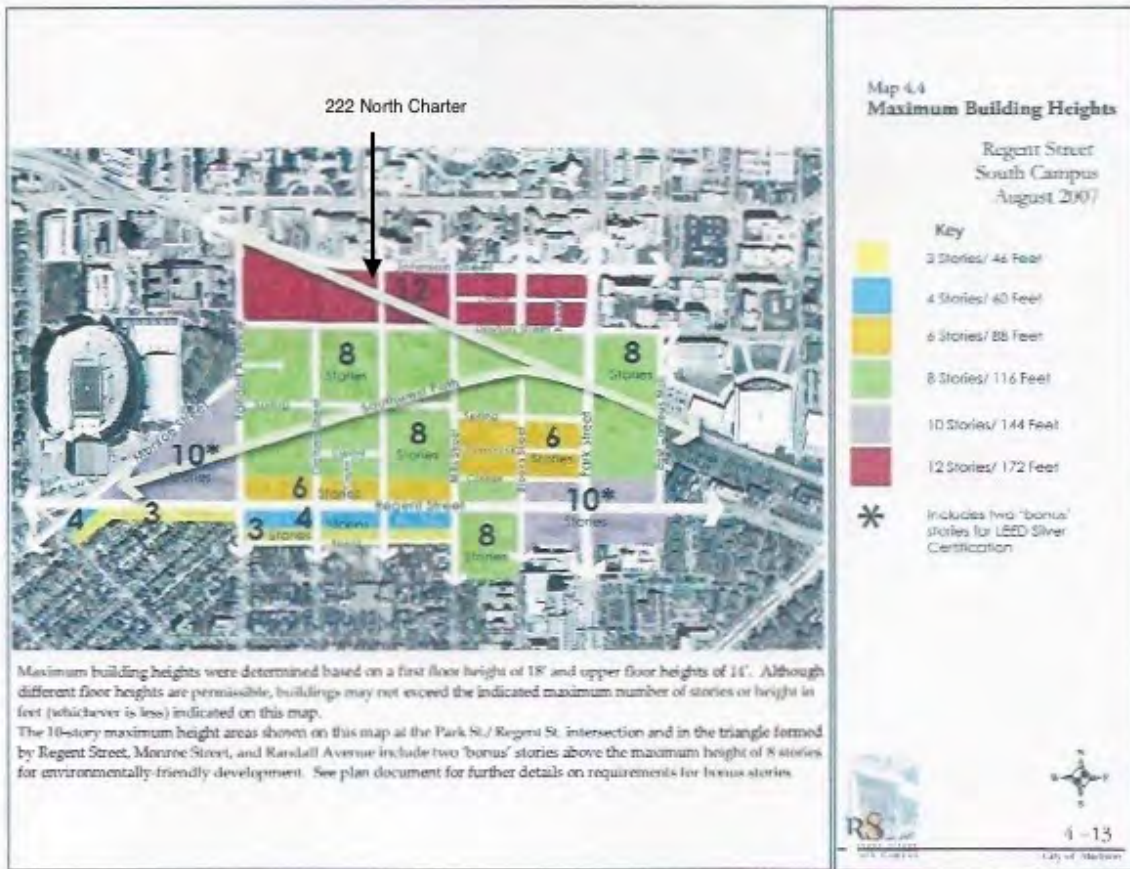 222 North Charter
12
8
Stories
8
Stories
Southwest Path
Spring
8
Stories
6
Stories
10*
Stories
6
Stories
Regent Street
10*
Stories
4
3
3
Stories
4
Stories
8
Stories
Park Street
Maximum building heights were determined based on a first floor height of 18' and upper floor heights of 14'. Although
different floor heights are permissible, buildings may not exceed the indicated maximum number of stories or height in
feet (whichever is less) indicated on this map.
The 10-story maximum height areas shown on this map at the Park St./ Regent St. intersection and in the triangle formed
by Regent Street, Monroe Street, and Randall Avenue include two 'bonus' stories above the maximum height of 8 stories
for environmentally-friendly development. See plan document for further details on requirements for bonus stories.
Map 4.4
Maximum Building Heights
Regent Street
South Campus
August 2007
Key
3 Stories/ 46 Feet
4 Stories/ 60 Feet
6 Stories/ 88 Feet
8 Stories/ 116 Feet
10 Stories/ 144 Feet
12 Stories/ 172 Feet
* Includes two 'bonus'
stories for LEED Silver
Certification
RS
4 -13
City of Madison